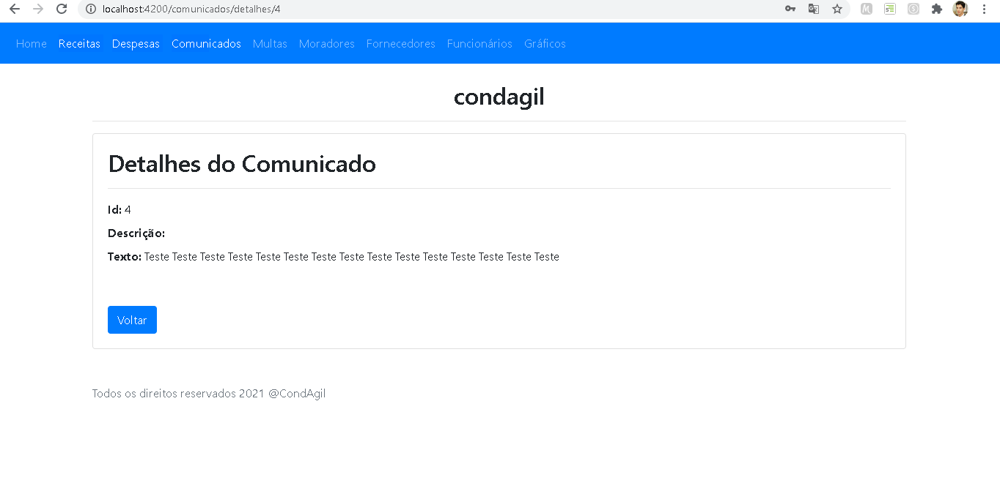 localhost:4200/comunicados/detalhes/4
Home Receitas Despesas Comunicados Multas Moradores Fornecedores Funcionários Gráficos
condagil
Detalhes do Comunicado
Id: 4
Descrição:
Texto: Teste Teste Teste Teste Teste Teste Teste Teste Teste Teste Teste Teste Teste Teste Teste
Voltar
Todos os direitos reservados 2021 @CondAgil